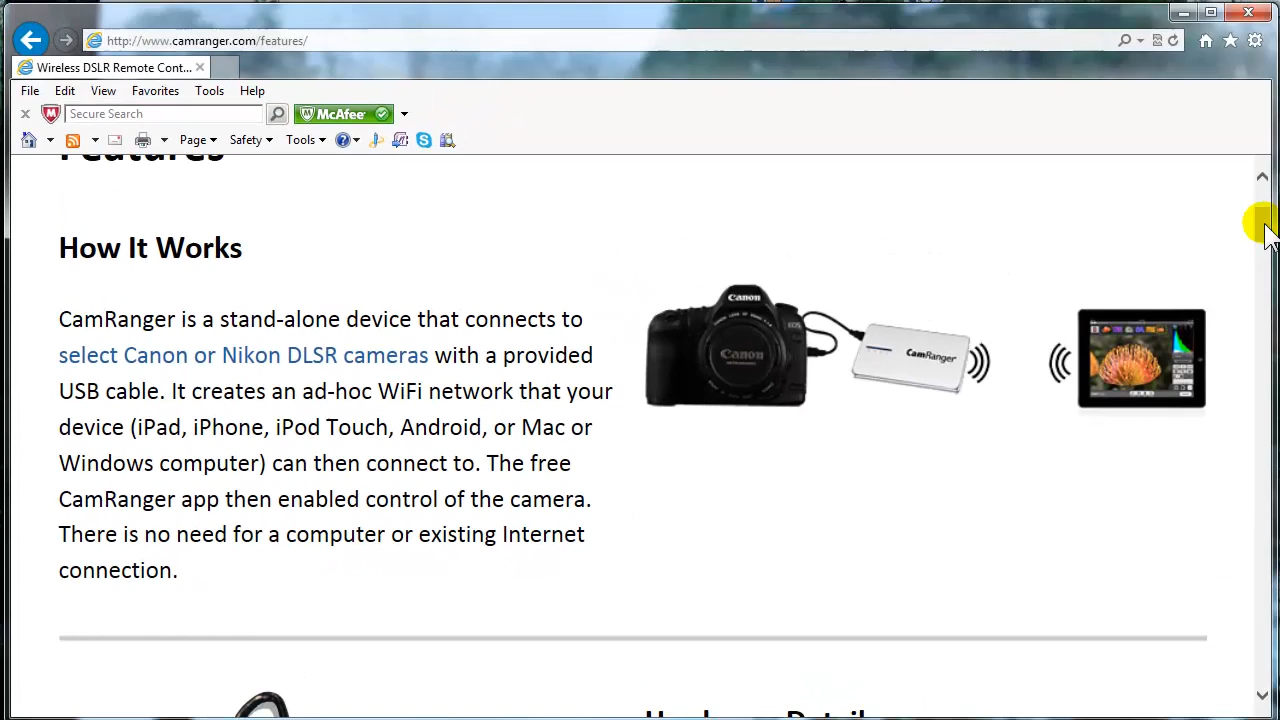 http://www.camranger.com/features/
Wireless DSLR Remote Cont...
File Edit View Favorites Tools Help
Secure Search
McAfee
Page Safety Tools
Features
How It Works
CamRanger is a stand-alone device that connects to
select Canon or Nikon DLSR cameras with a provided
USB cable. It creates an ad-hoc WiFi network that your
device (iPad, iPhone, iPod Touch, Android, or Mac or
Windows computer) can then connect to. The free
CamRanger app then enabled control of the camera.
There is no need for a computer or existing Internet
connection.
Canon
EOS
Canon
CamRanger
Hardware Details